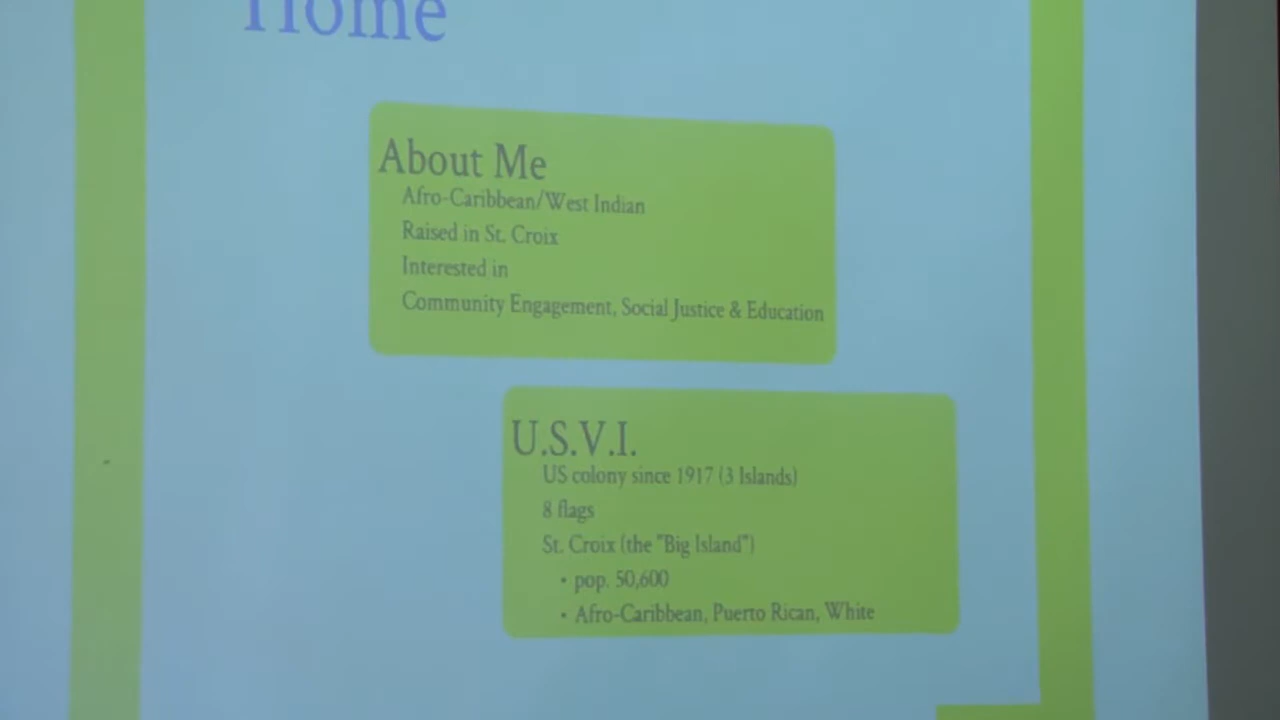 Home
About Me
Afro-Caribbean/West Indian
Raised in St. Croix
Interested in
Community Engagement, Social Justice & Education
U.S.V.I.
US colony since 1917 (3 Islands)
8 flags
St. Croix (the "Big Island")
• pop. 50,600
• Afro-Caribbean, Puerto Rican, White